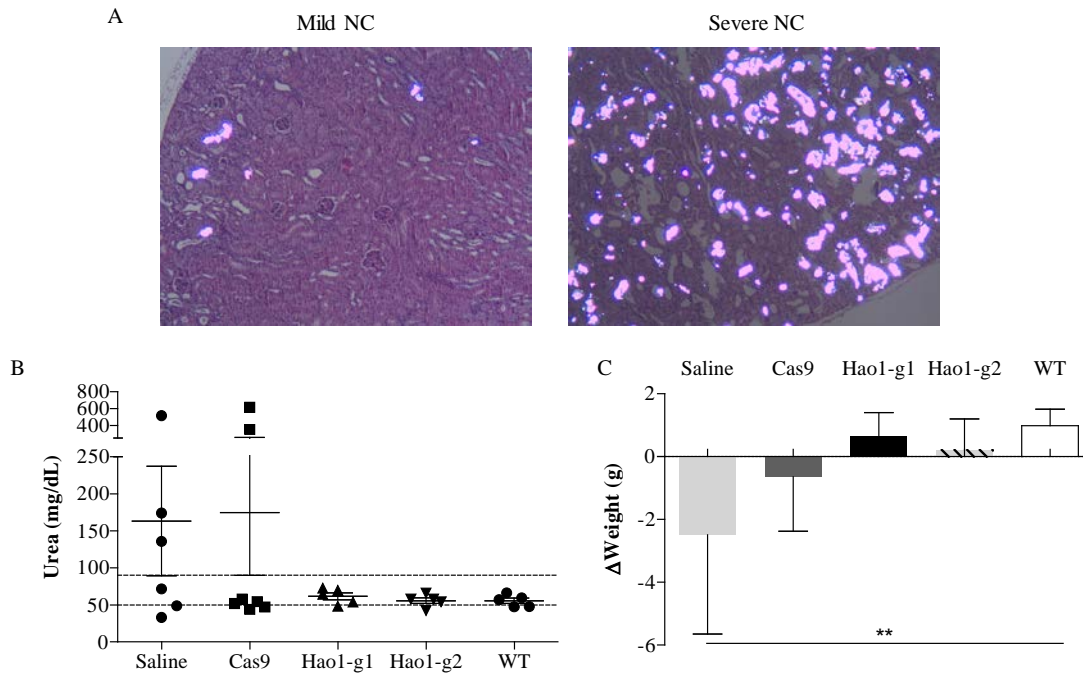 A
Mild NC
Severe NC
B
Urea (mg/dL)
800
600
400
250
200
150
100
50
0
Saline
Cas9
Hao1-g1
Hao1-g2
WT
C
Saline
Cas9
Hao1-g1
Hao1-g2
WT
ΔWeight (g)
2
0
-2
-4
-6
**